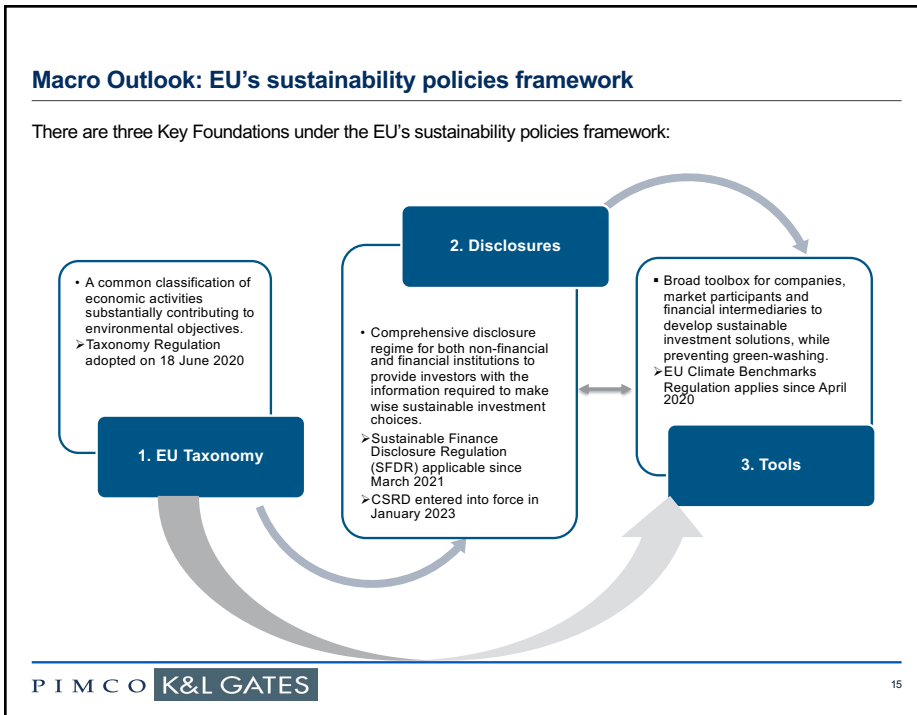 Macro Outlook: EU's sustainability policies framework
There are three Key Foundations under the EU's sustainability policies framework:
• A common classification of
economic activities
substantially contributing to
environmental objectives.
➢Taxonomy Regulation
adopted on 18 June 2020
1. EU Taxonomy
2. Disclosures
• Comprehensive disclosure
regime for both non-financial
and financial institutions to
provide investors with the
information required to make
wise sustainable investment
choices.
➢Sustainable Finance
Disclosure Regulation
(SFDR) applicable since
March 2021
➢CSRD entered into force in
January 2023
▪ Broad toolbox for companies,
market participants and
financial intermediaries to
develop sustainable
investment solutions, while
preventing green-washing.
➢EU Climate Benchmarks
Regulation applies since April
2020
3. Tools
PIMCO K&L GATES
15